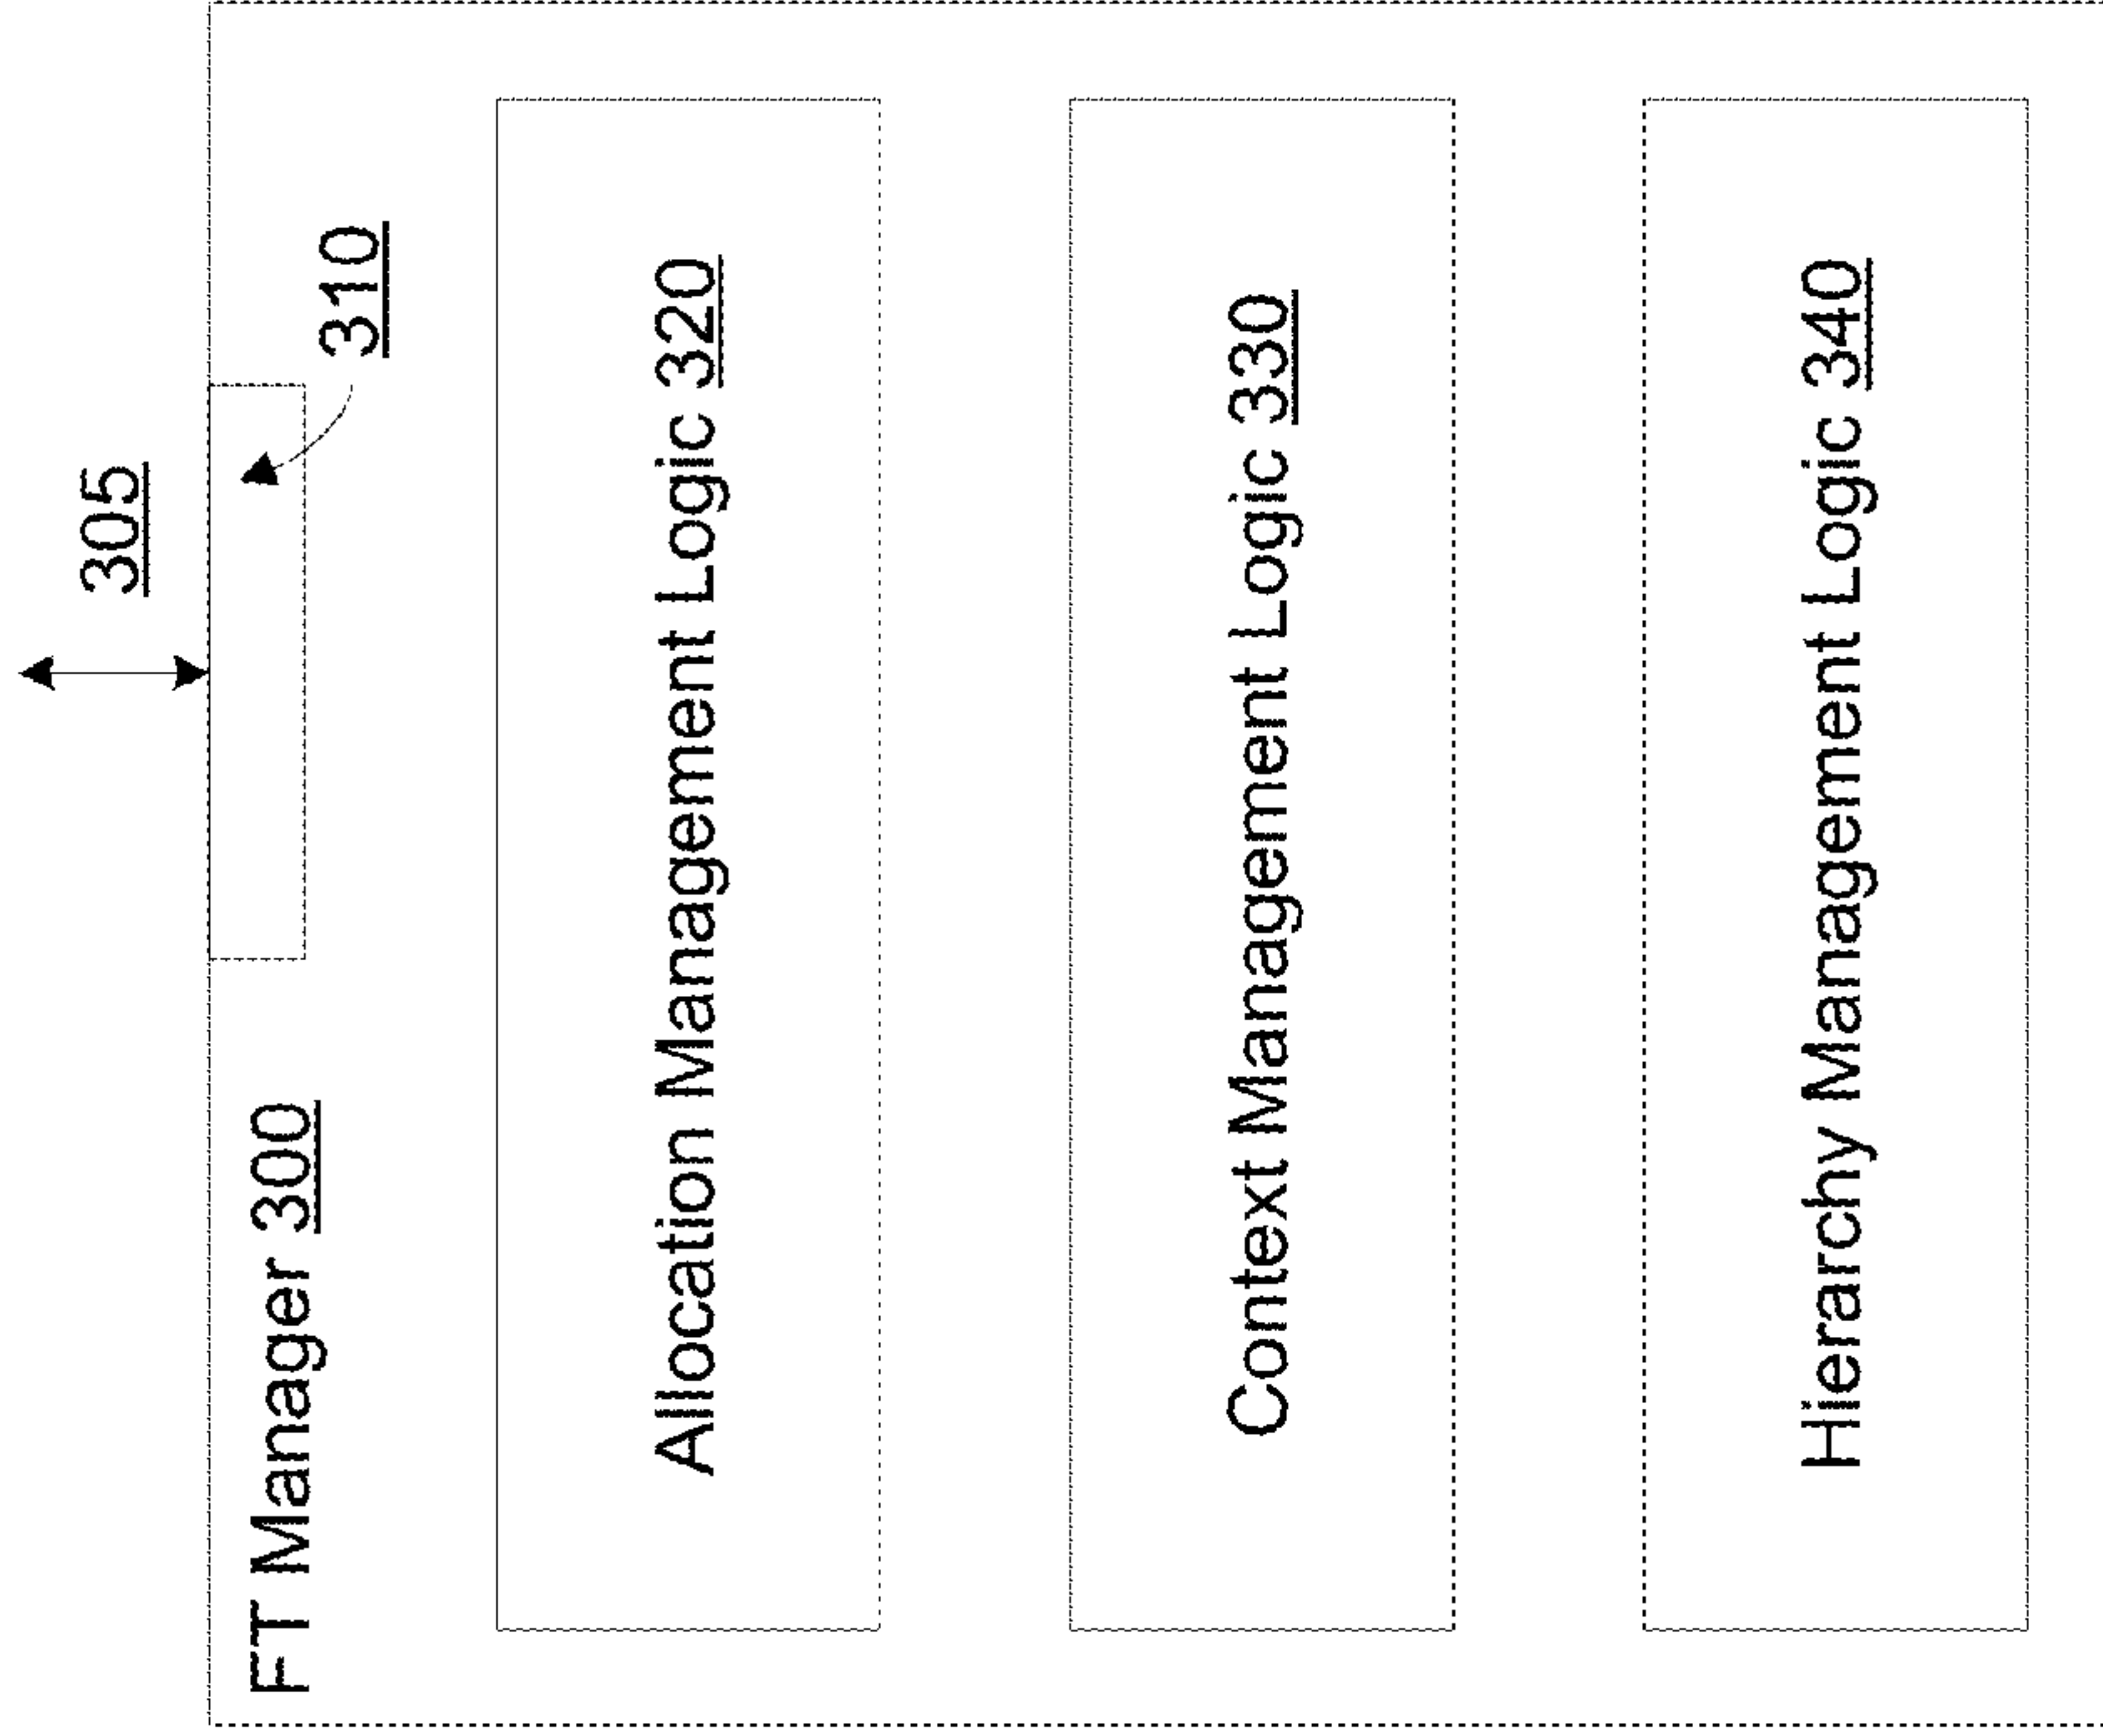 305
FT Manager 300
310
Allocation Management Logic 320
Context Management Logic 330
Hierarchy Management Logic 340